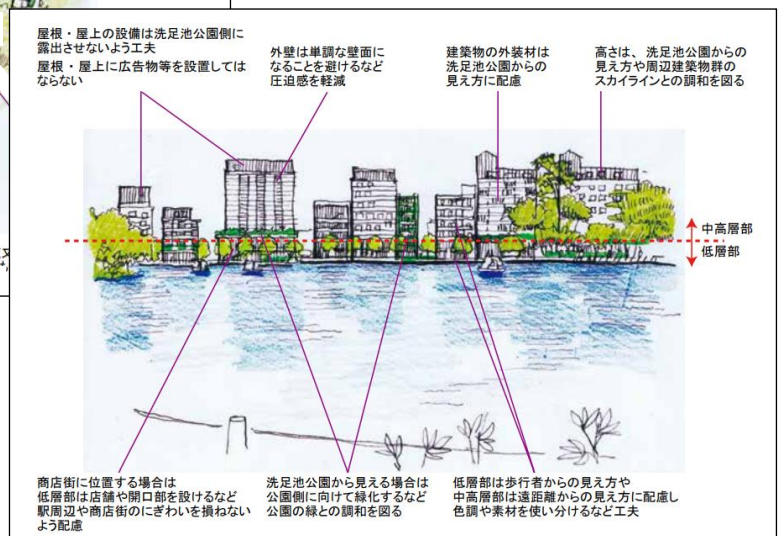 屋根・屋上の設備は洗足池公園側に
露出させないよう工夫
屋根・屋上に広告物等を設置しては
ならない
外壁は単調な壁面に
なることを避けるなど
圧迫感を軽減
建築物の外装材は
洗足池公園からの
見え方に配慮
高さは、洗足池公園からの
見え方や周辺建築物群の
スカイラインとの調和を図る
中高層部
低層部
商店街に位置する場合は
低層部は店舗や開口部を設けるなど
駅周辺や商店街のにぎわいを損ねない
よう配慮
洗足池公園から見える場合は
公園側に向けて緑化するなど
公園の緑との調和を図る
低層部は歩行者からの見え方や
中高層部は遠距離からの見え方に配慮し
色調や素材を使い分けるなど工夫